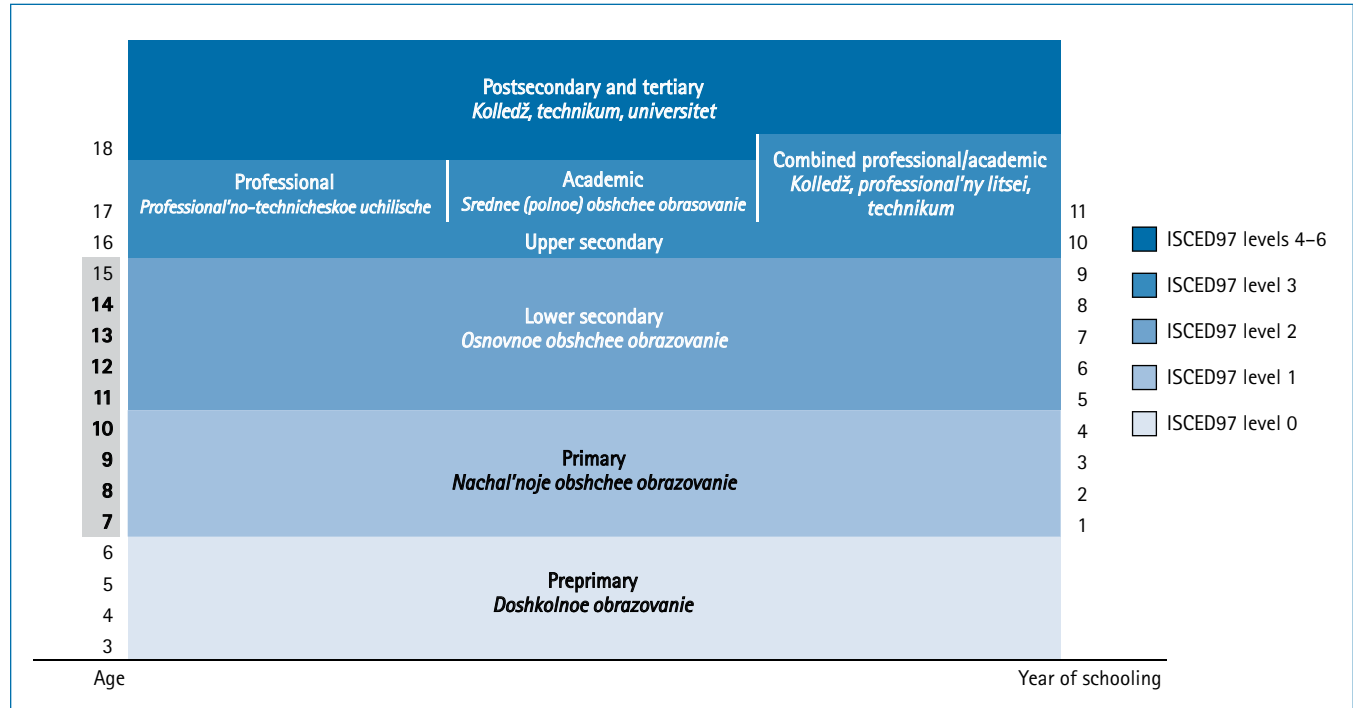 Postsecondary and tertiary
Kolledž, technikum, universitet
18
Professional
Professional'no-technicheskoe uchilische
Academic
Srednee (polnoe) obshchee obrasovanie
Combined professional/academic
Kolledž, professional'ny litsei,
technikum
17
11
16
Upper secondary
10
15
9
14
8
Lower secondary
Osnovnoe obshchee obrazovanie
13
7
12
6
11
5
10
4
9
3
Primary
Nachal'noje obshchee obrazovanie
8
2
7
1
6
5
Preprimary
Doshkolnoe obrazovanie
4
3
Age
Year of schooling
ISCED97 levels 4–6
ISCED97 level 3
ISCED97 level 2
ISCED97 level 1
ISCED97 level 0